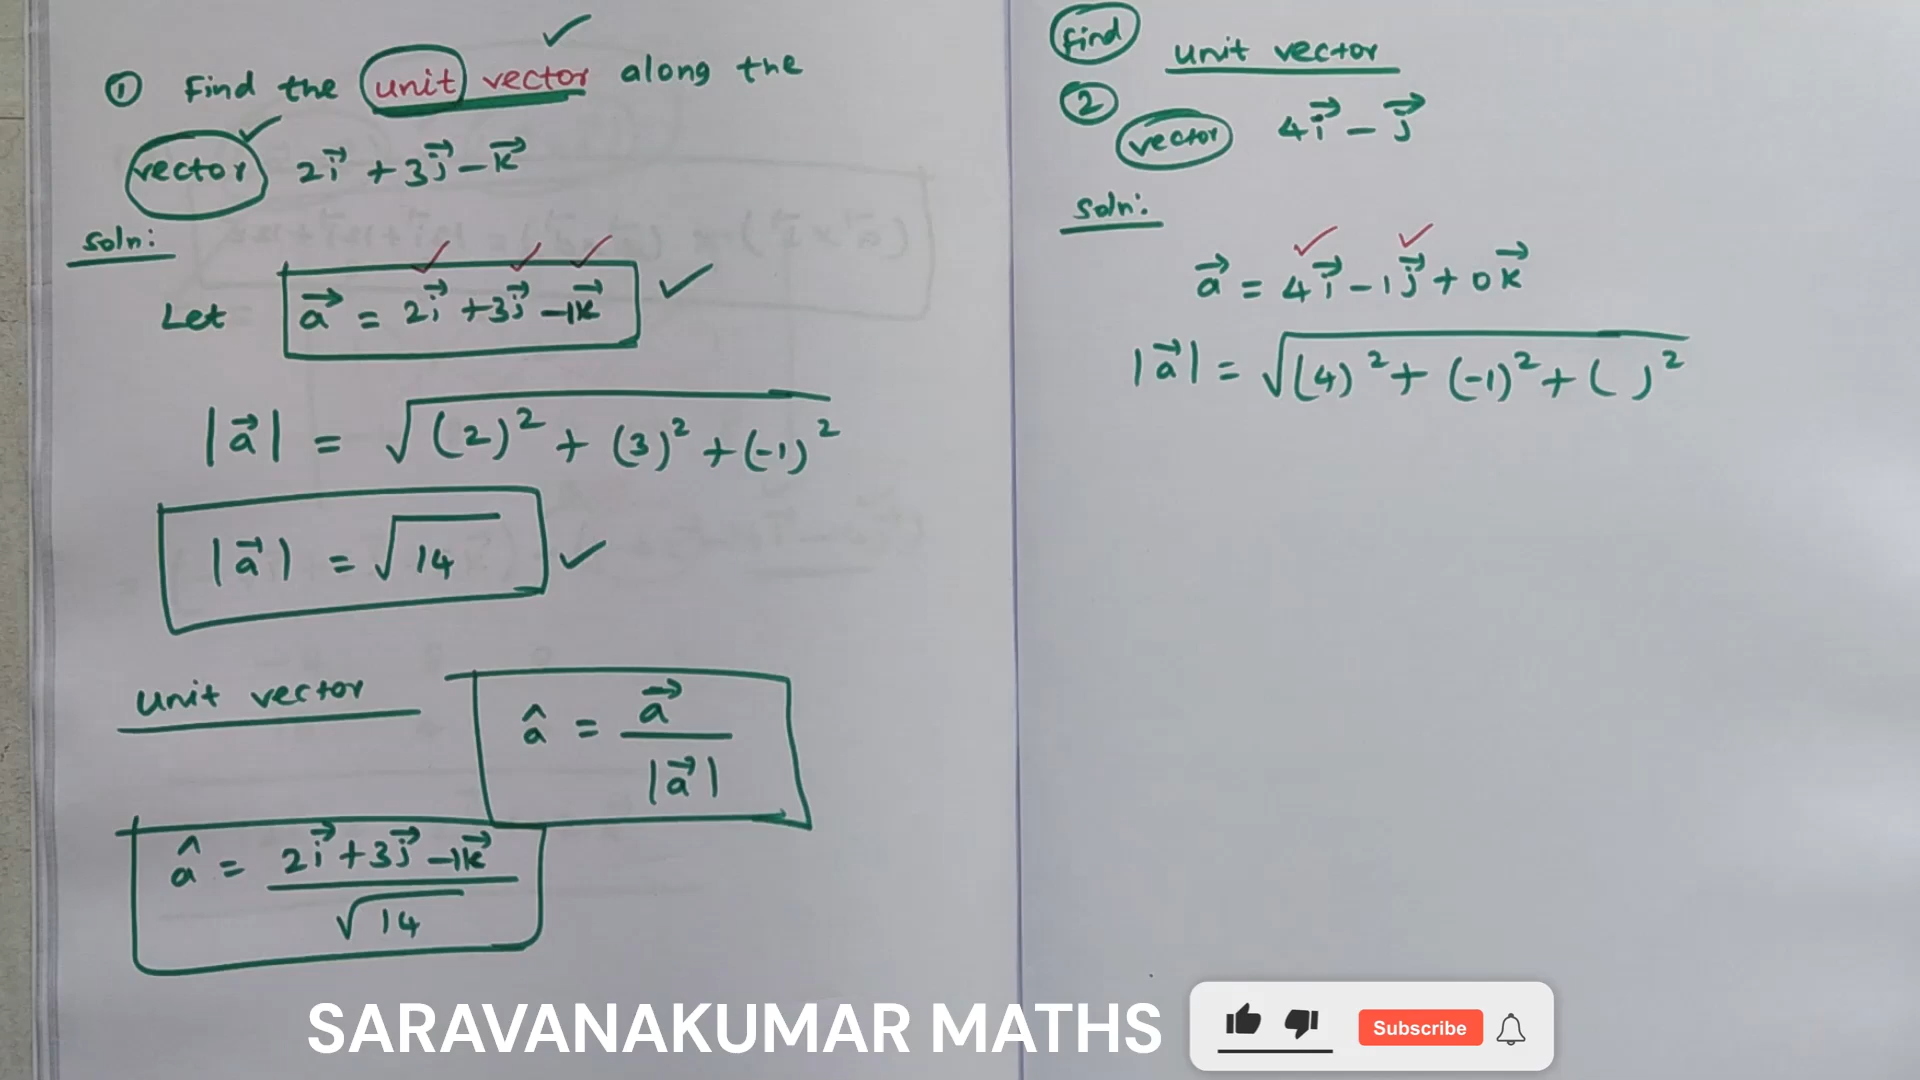 ① Find the unit vector along the
vector 2i⃗ + 3j⃗ - k⃗
Soln:
Let a⃗ = 2i⃗ + 3j⃗ - 1k⃗
|a⃗| = √(2)² + (3)² + (-1)²
|a⃗| = √14
unit vector
â = a⃗ / |a⃗|
â = 2i⃗ + 3j⃗ - 1k⃗ / √14
Find unit vector
② vector 4i⃗ - j⃗
Soln:
a⃗ = 4i⃗ - 1j⃗ + 0k⃗
|a⃗| = √(4)² + (-1)² + ( )²
SARAVANAKUMAR MATHS
Subscribe